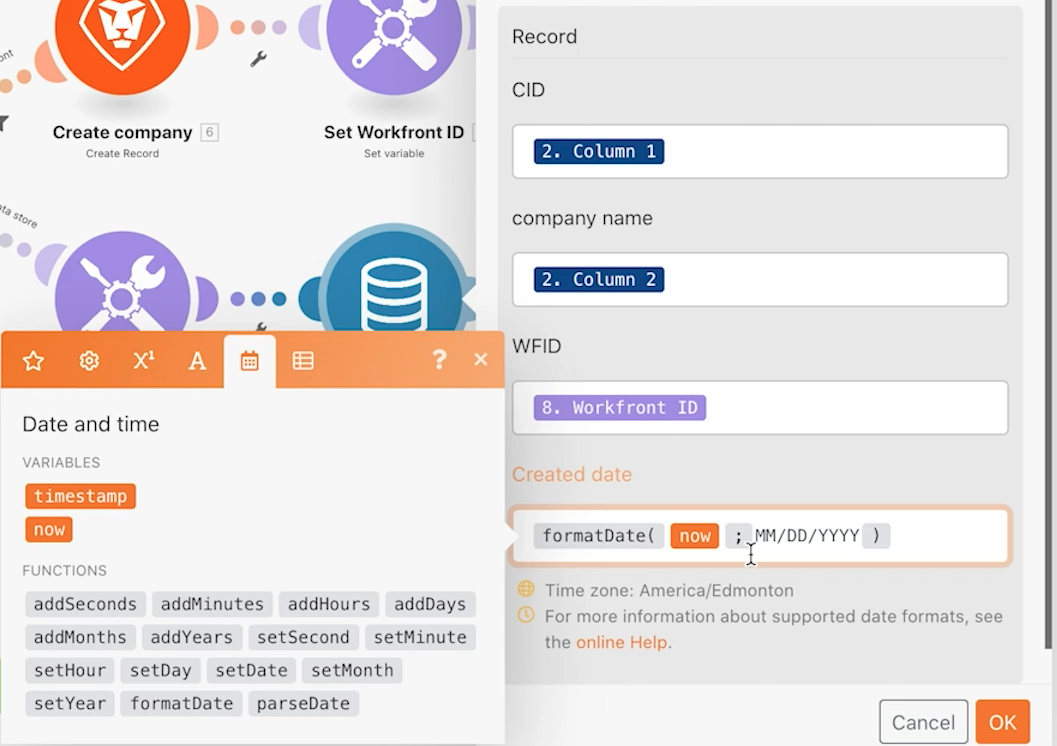 ont
Create company 6
Create Record
Set Workfront ID
Set variable
ata store
Record
CID
2. Column 1
company name
2. Column 2
WFID
8. Workfront ID
Created date
formatDate( now ; MM/DD/YYYY )
Time zone: America/Edmonton
For more information about supported date formats, see
the online Help.
Cancel OK
X¹ A ? ×
Date and time
VARIABLES
timestamp
now
FUNCTIONS
addSeconds addMinutes addHours addDays
addMonths addYears setSecond setMinute
setHour setDay setDate setMonth
setYear formatDate parseDate